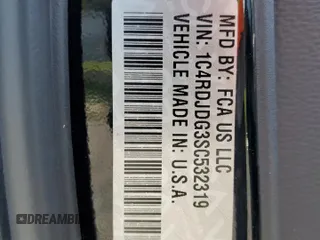 MFD BY: FCA US LLC
VIN: 1C4RDJDG3SC532319
VEHICLE MADE IN: U.S.A.
DREAMBI